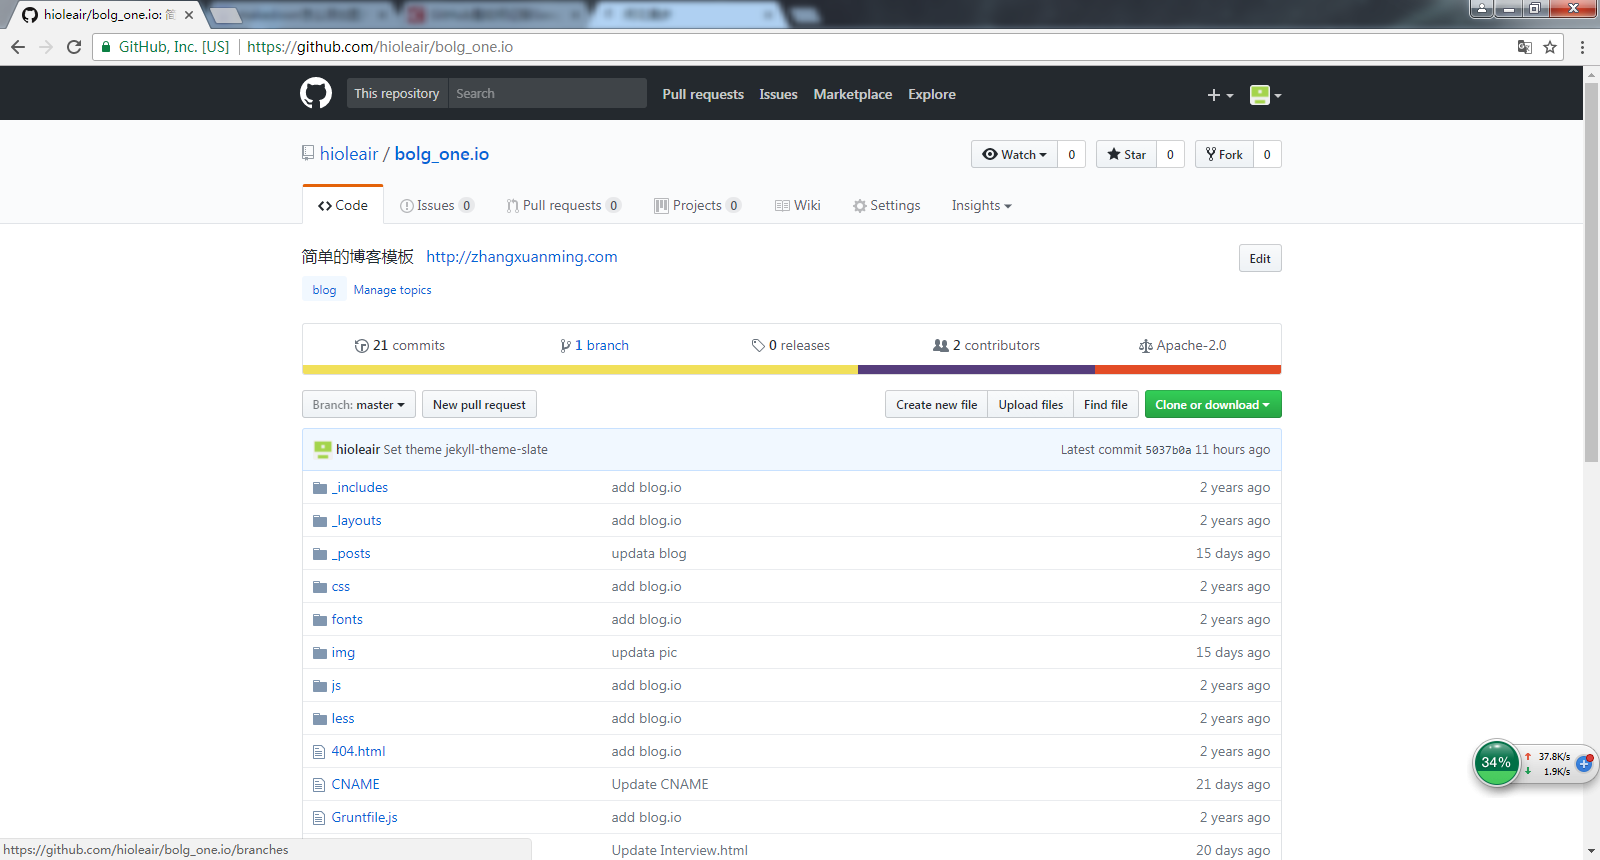 hioleair/bolg_one.io: 简
GitHub, Inc. [US] https://github.com/hioleair/bolg_one.io
This repository Search Pull requests Issues Marketplace Explore
hioleair / bolg_one.io
Watch 0 Star 0 Fork 0
Code Issues 0 Pull requests 0 Projects 0 Wiki Settings Insights
简单的博客模板 http://zhangxuanming.com
Edit
blog Manage topics
21 commits 1 branch 0 releases 2 contributors Apache-2.0
Branch: master New pull request Create new file Upload files Find file Clone or download
hioleair Set theme jekyll-theme-slate Latest commit 5037b0a 11 hours ago
_includes add blog.io 2 years ago
_layouts add blog.io 2 years ago
_posts updata blog 15 days ago
css add blog.io 2 years ago
fonts add blog.io 2 years ago
img updata pic 15 days ago
js add blog.io 2 years ago
less add blog.io 2 years ago
404.html add blog.io 2 years ago
CNAME Update CNAME 21 days ago
Gruntfile.js add blog.io 2 years ago
Update Interview.html 20 days ago
34% 37.8K/s
1.9K/s
https://github.com/hioleair/bolg_one.io/branches